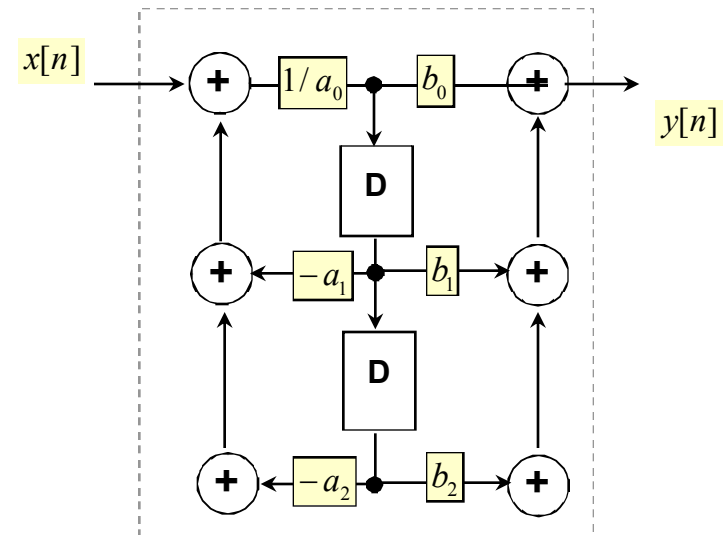 x[n] + 1/a₀ b₀ +
y[n]
D
+ −a₁ b₁ +
D
+ −a₂ b₂ +